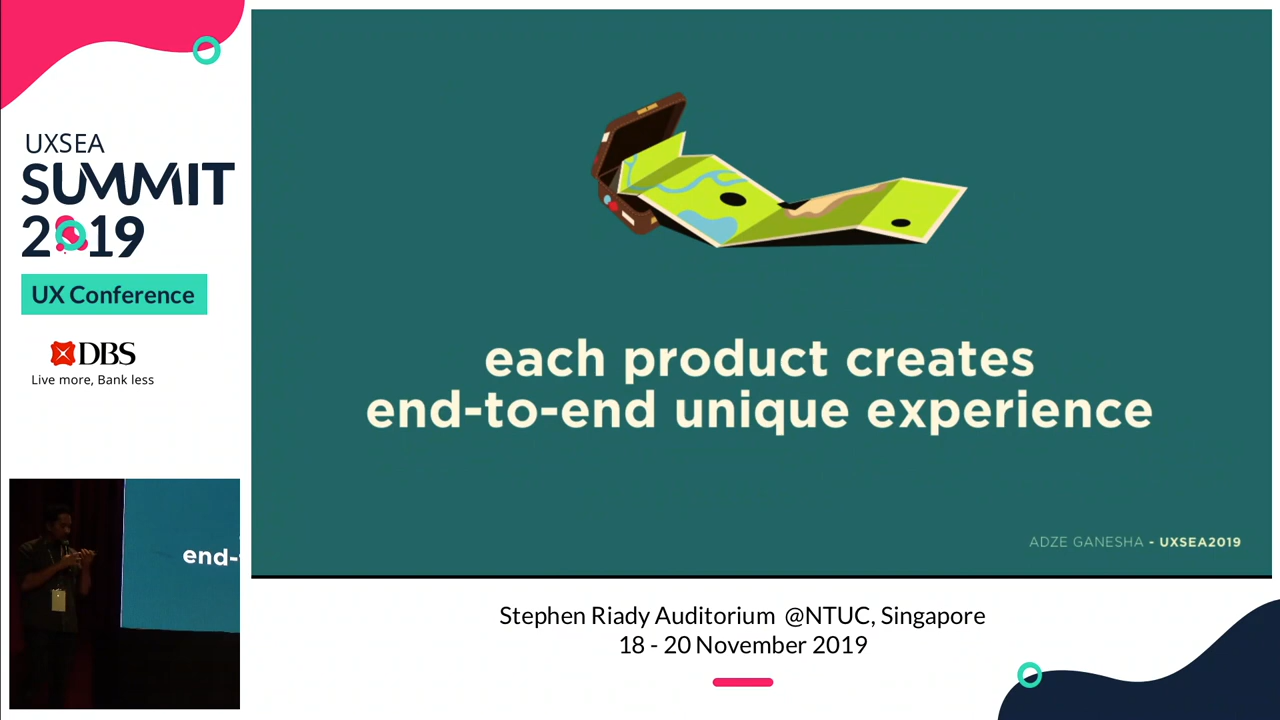 UXSEA
SUMMIT
2019
UX Conference
DBS
Live more, Bank less
each product creates
end-to-end unique experience
ADZE GANESHA - UXSEA2019
end-
Stephen Riady Auditorium @NTUC, Singapore
18 - 20 November 2019